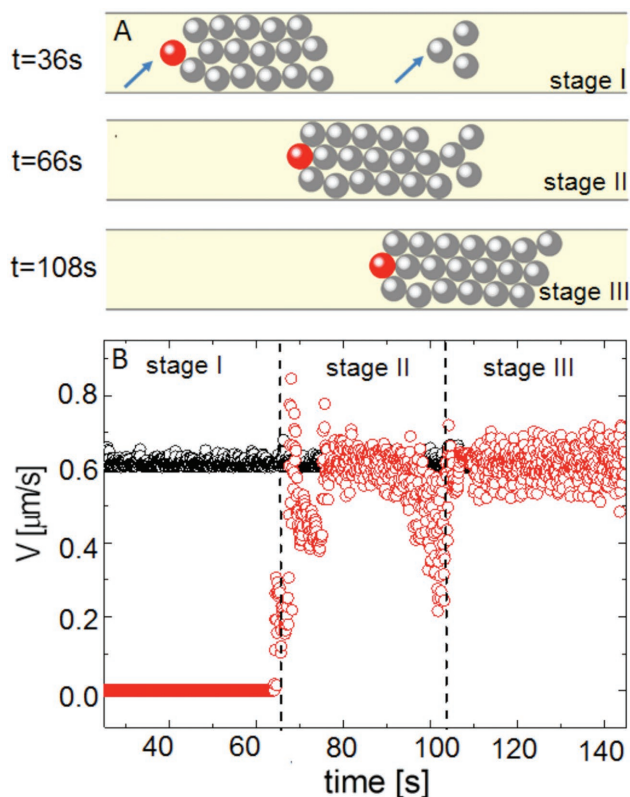 A
t=36s
stage I
t=66s
stage II
t=108s
stage III
B
stage I stage II stage III
0.8
0.6
0.4
0.2
0.0
V [μm/s]
40 60 80 100 120 140
time [s]